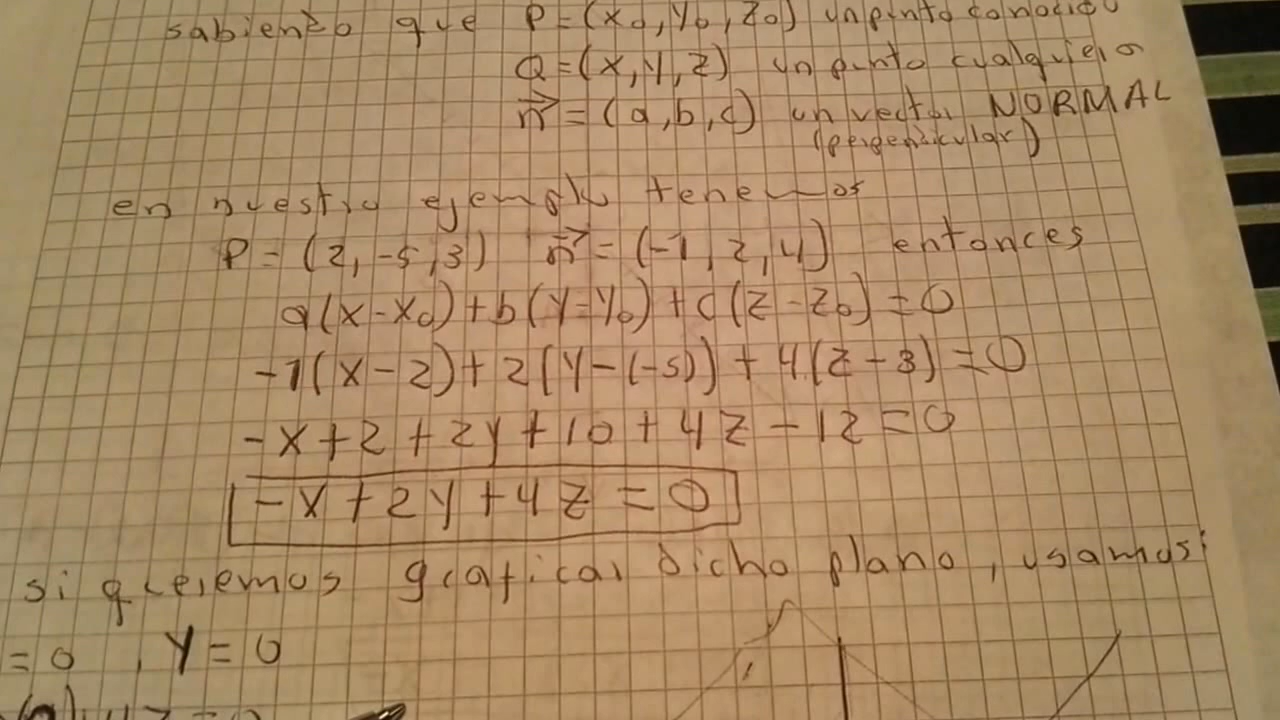 sabiendo que P = (x₀, y₀, z₀) un punto conocido
Q = (x, y, z) un punto cualquiera
n⃗ = (a, b, c) un vector NORMAL
(perpendicular)
en nuestro ejemplo tenemos
P = (2, -5, 3) n⃗ = (-1, 2, 4) entonces
a(x - x₀) + b(y - y₀) + c(z - z₀) = 0
-1(x - 2) + 2(y - (-5)) + 4(z - 3) = 0
-x + 2 + 2y + 10 + 4z - 12 = 0
-x + 2y + 4z = 0
si queremos graficar dicho plano, usamos:
= 0, y = 0